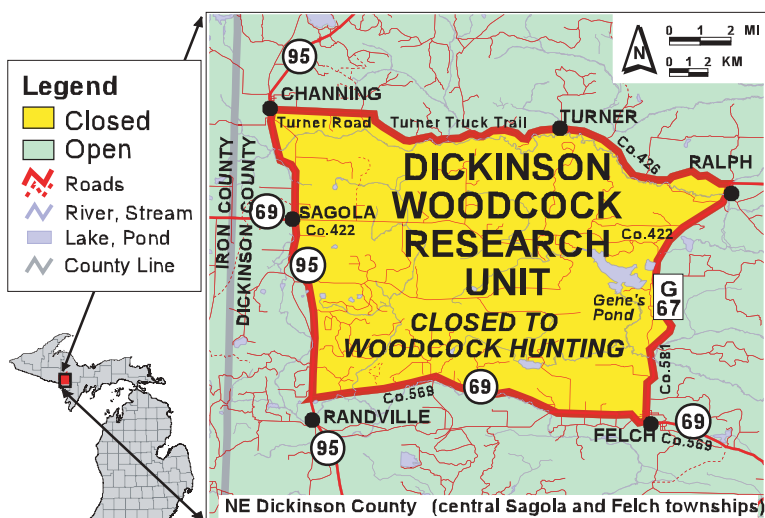 Legend
Closed
Open
Roads
River, Stream
Lake, Pond
County Line
0 1 2 MI
0 1 2 KM
N
95
CHANNING
Turner Road
Turner Truck Trail
TURNER
Co.426
RALPH
DICKINSON
WOODCOCK
RESEARCH
UNIT
CLOSED TO
WOODCOCK HUNTING
IRON COUNTY
DICKINSON COUNTY
69
SAGOLA
Co.422
95
Co.422
G
67
Gene's
Pond
Co.581
Co.569
69
RANDVILLE
95
FELCH
69
Co.569
NE Dickinson County (central Sagola and Felch townships)